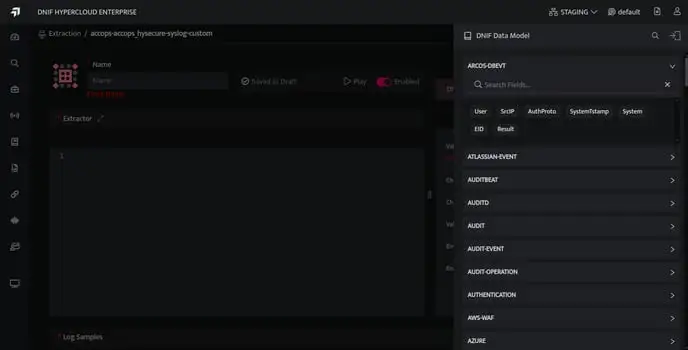 DNIF HYPERCLOUD ENTERPRISE
STAGING
default
Extraction / accops-accops_hysecure-syslog-custom
Name
Name
Saved in Draft
Play
Enabled
Extractor
1
Log Samples
DNIF Data Model
ARCOS-DBEVT
Search Fields...
User SrcIP AuthProto SystemTstamp System
EID Result
ATLASSIAN-EVENT
AUDITBEAT
AUDITD
AUDIT
AUDIT-EVENT
AUDIT-OPERATION
AUTHENTICATION
AWS-WAF
AZURE